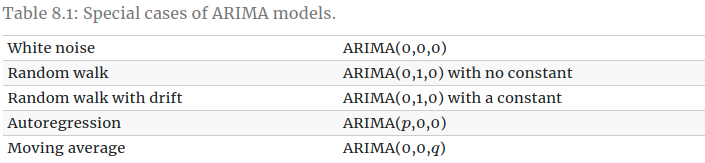 Table 8.1: Special cases of ARIMA models.
White noise ARIMA(0,0,0)
Random walk ARIMA(0,1,0) with no constant
Random walk with drift ARIMA(0,1,0) with a constant
Autoregression ARIMA(p,0,0)
Moving average ARIMA(0,0,q)